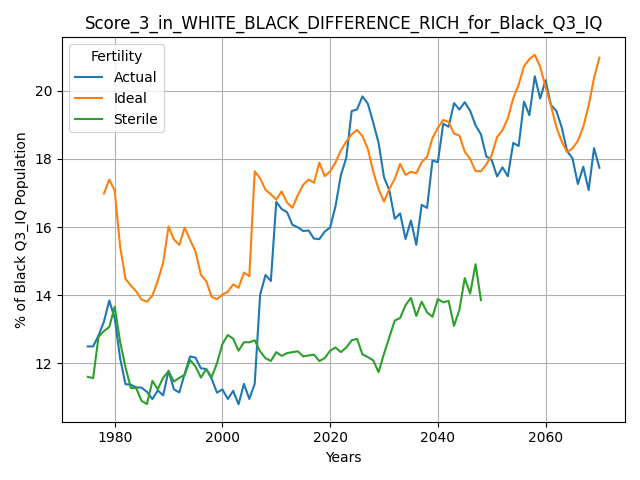 Score_3_in_WHITE_BLACK_DIFFERENCE_RICH_for_Black_Q3_IQ
Fertility
Actual
Ideal
Sterile
% of Black Q3_IQ Population
20
18
16
14
12
1980
2000
2020
2040
2060
Years